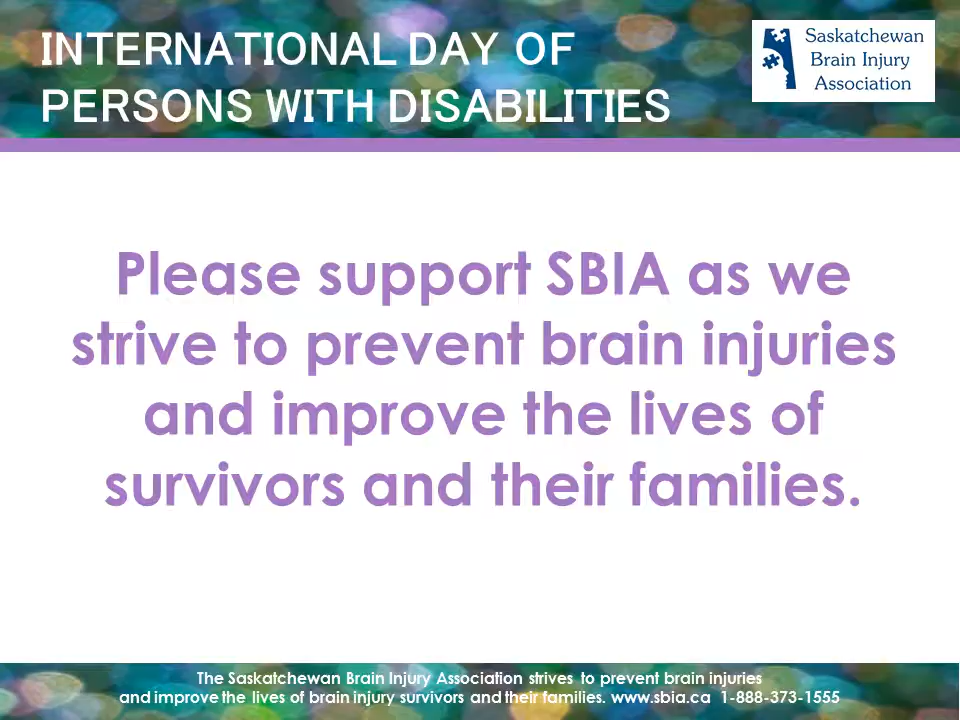 INTERNATIONAL DAY OF
PERSONS WITH DISABILITIES
Saskatchewan
Brain Injury
Association
Please support SBIA as we
strive to prevent brain injuries
and improve the lives of
survivors and their families.
The Saskatchewan Brain Injury Association strives to prevent brain injuries
and improve the lives of brain injury survivors and their families. www.sbia.ca 1-888-373-1555